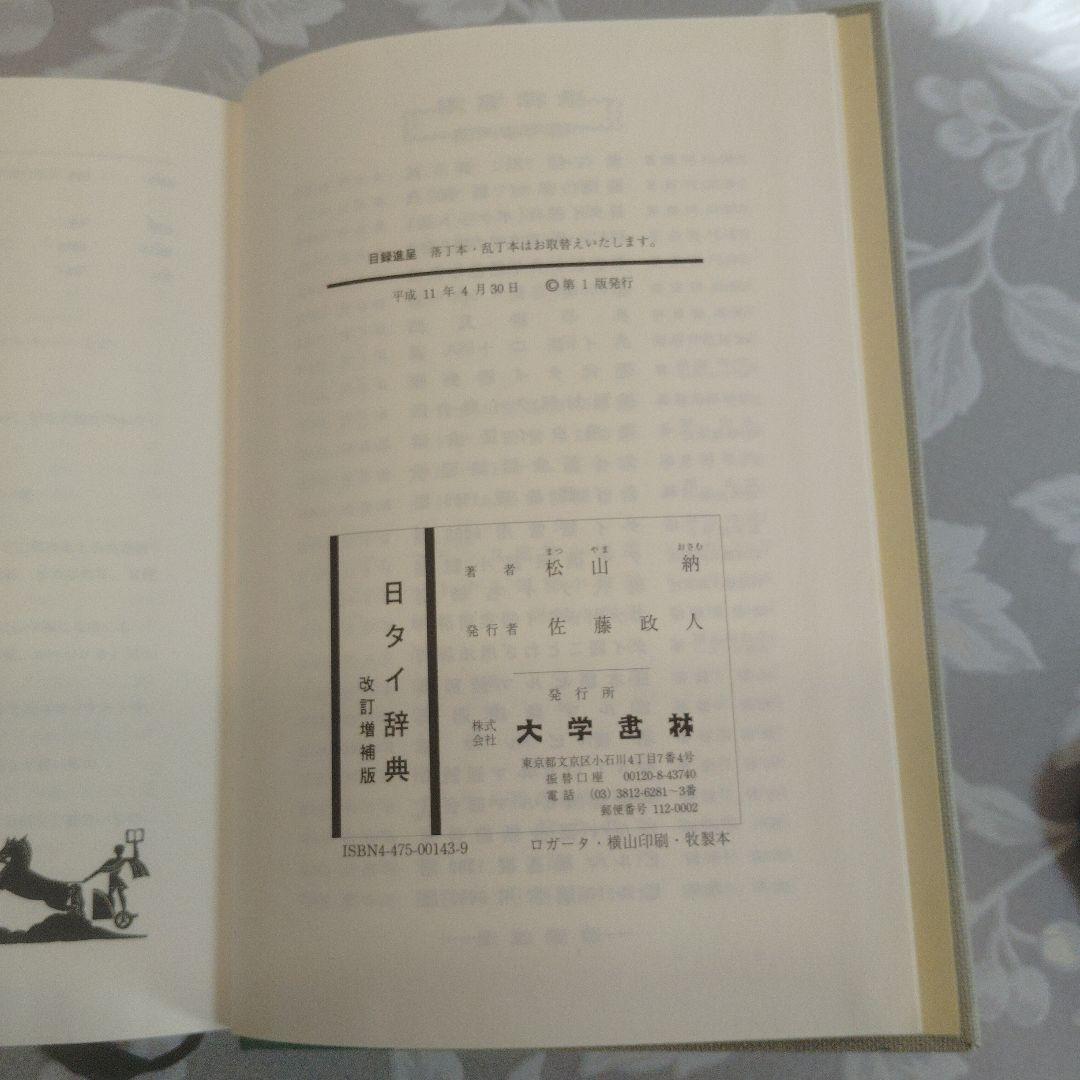 目録進呈 落丁本・乱丁本はお取替えいたします。
平成 11 年 4 月 30 日 ©第 1 版発行
日タイ辞典
改訂増補版
まつ やま おさむ
著 者 松 山 納
発行者 佐 藤 政 人
発 行 所
株式会社 大 学 書 林
東京都文京区小石川4丁目7番4号
振替口座 00120-8-43740
電 話 (03) 3812-6281〜3番
郵便番号 112-0002
ISBN4-475-00143-9
ロガータ・横山印刷・牧製本